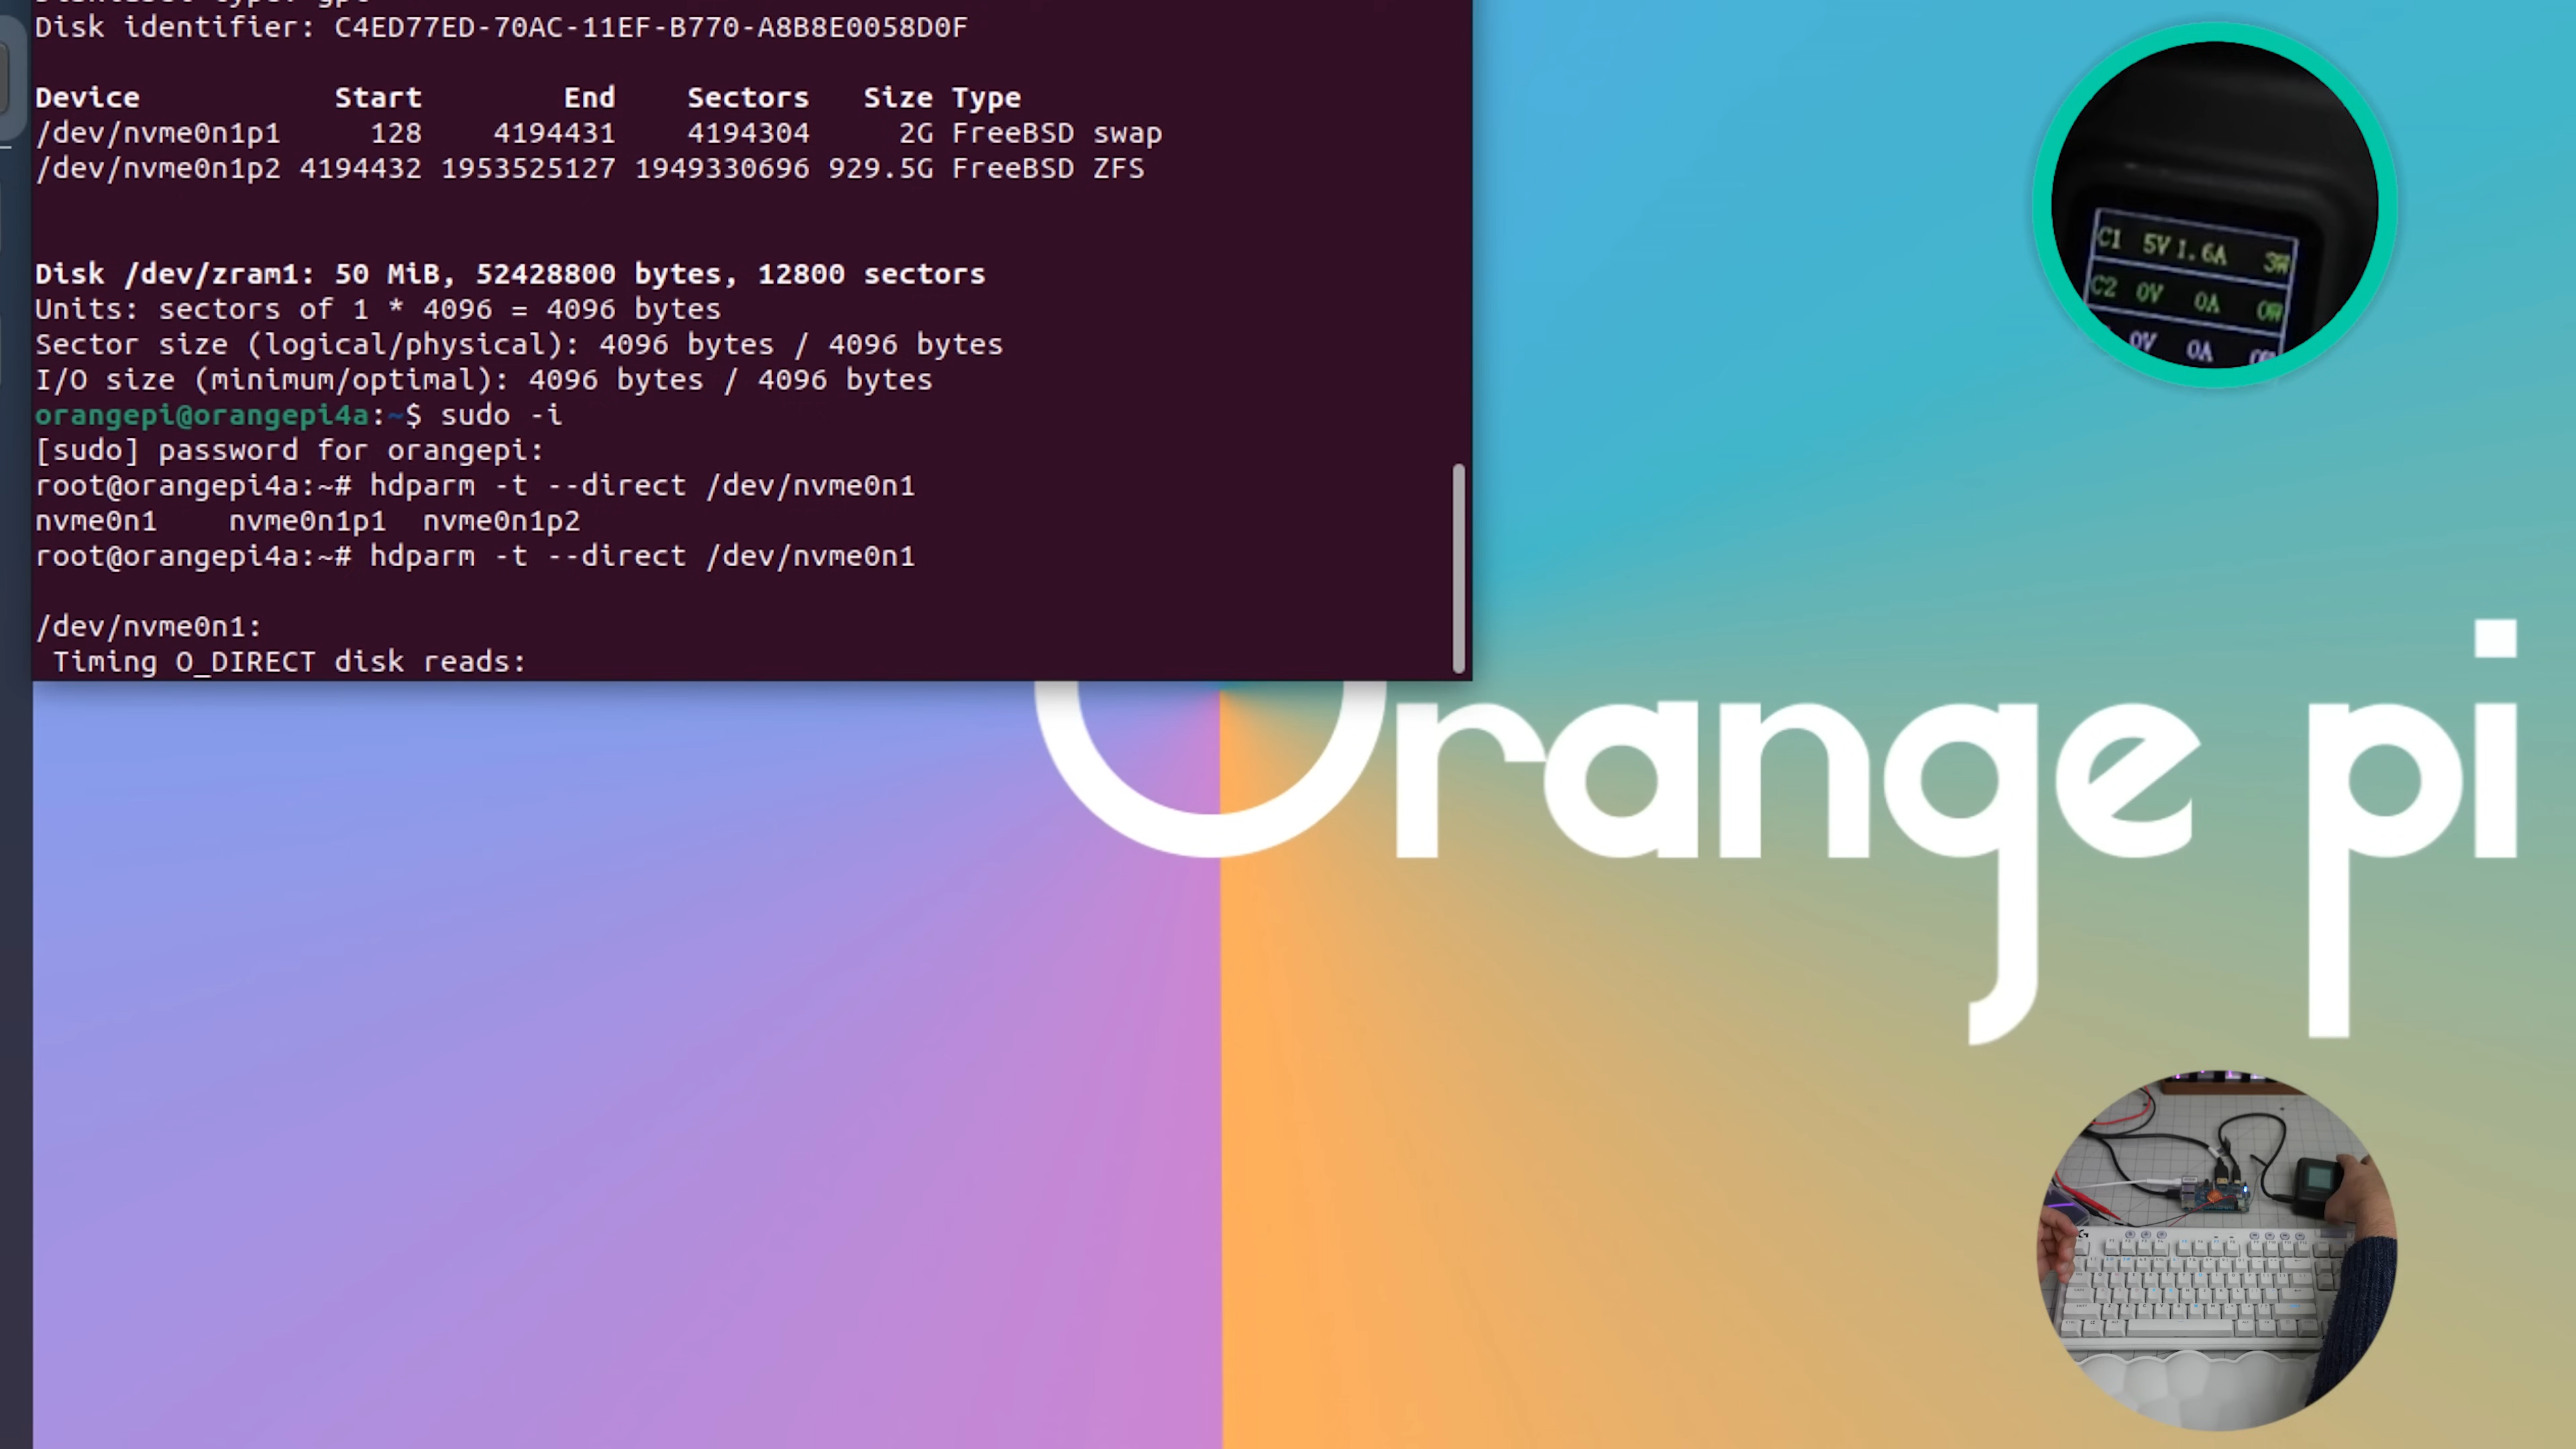 Disk identifier: C4ED77ED-70AC-11EF-B770-A8B8E0058D0F
Device Start End Sectors Size Type
/dev/nvme0n1p1 128 4194431 4194304 2G FreeBSD swap
/dev/nvme0n1p2 4194432 1953525127 1949330696 929.5G FreeBSD ZFS
Disk /dev/zram1: 50 MiB, 52428800 bytes, 12800 sectors
Units: sectors of 1 * 4096 = 4096 bytes
Sector size (logical/physical): 4096 bytes / 4096 bytes
I/O size (minimum/optimal): 4096 bytes / 4096 bytes
orangepi@orangepi4a:~$ sudo -i
[sudo] password for orangepi:
root@orangepi4a:~# hdparm -t --direct /dev/nvme0n1
nvme0n1 nvme0n1p1 nvme0n1p2
root@orangepi4a:~# hdparm -t --direct /dev/nvme0n1
/dev/nvme0n1:
Timing O_DIRECT disk reads:
C1 5V 1.6A 3W
C2 0V 0A 0W
0V 0A
Orange pi